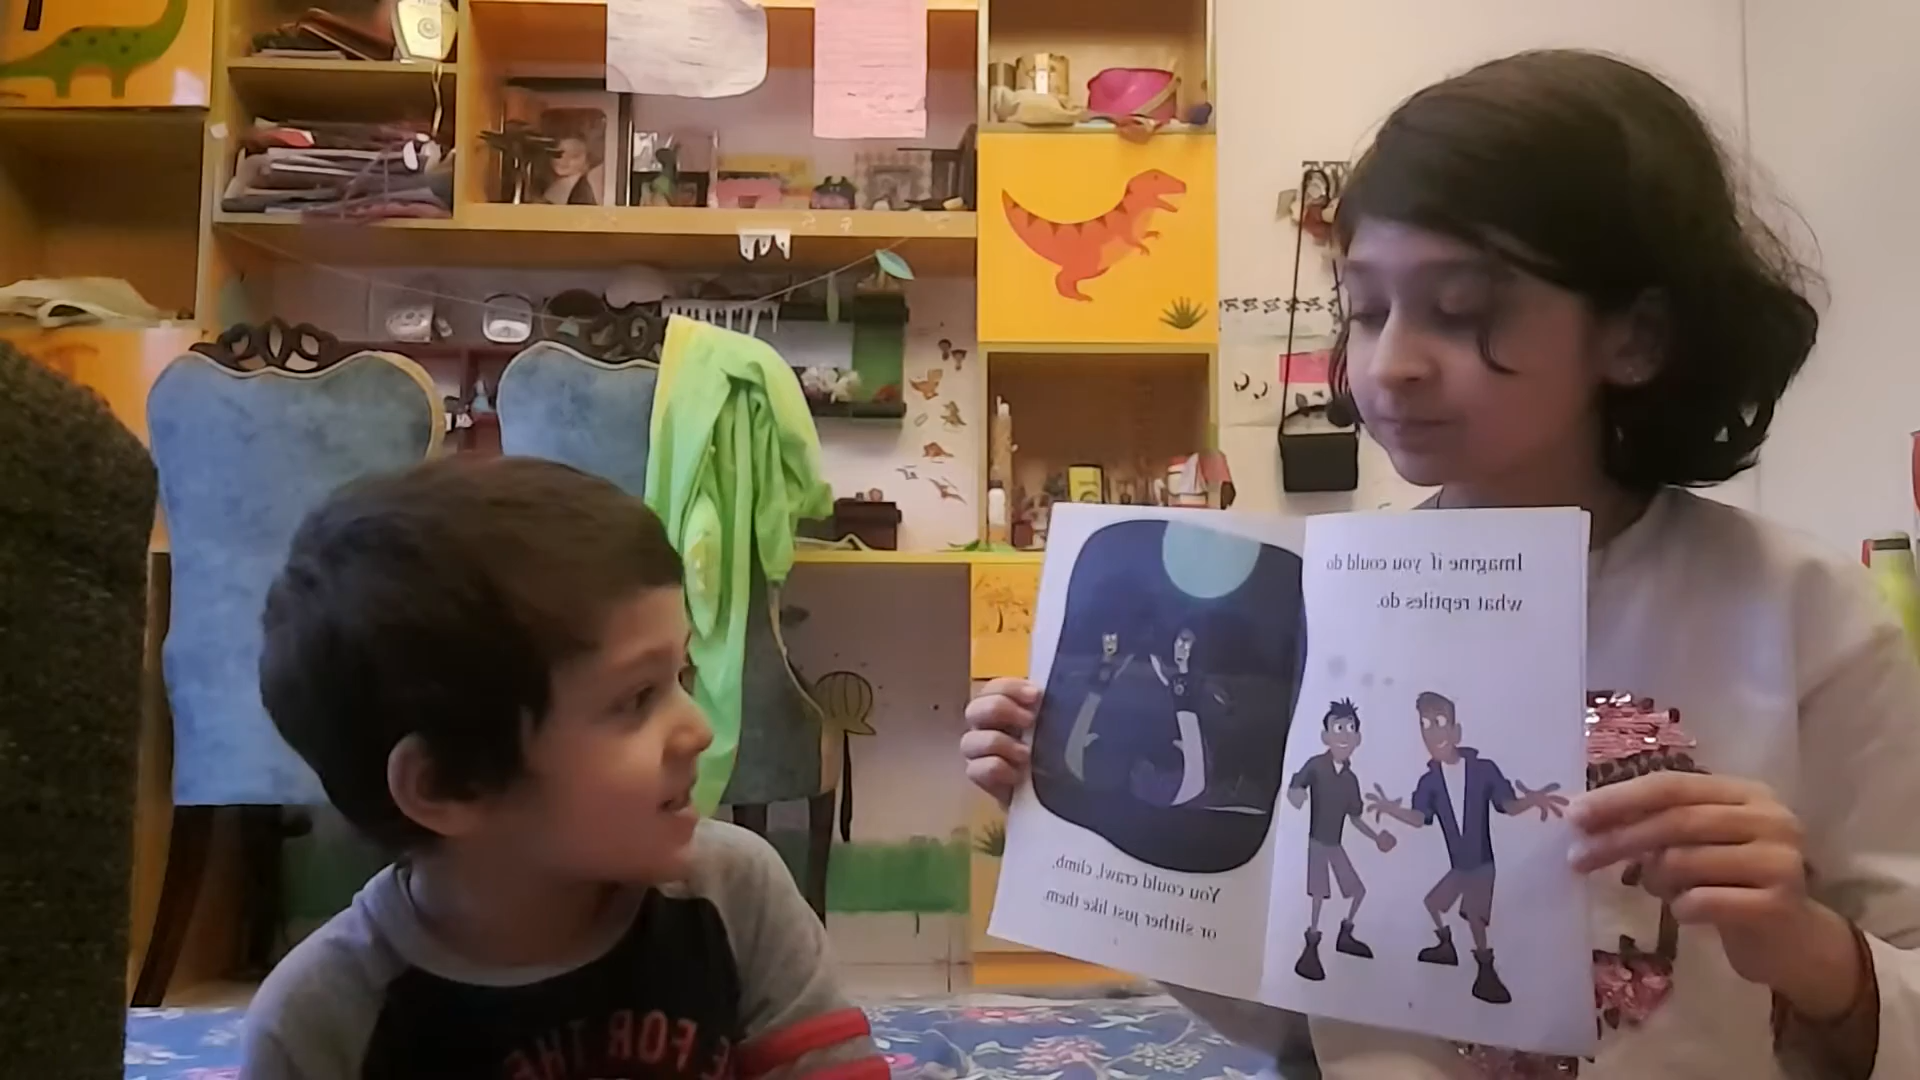 Imagine if you could do
what reptiles do.
You could crawl, climb,
or slither just like them
E FOR THE